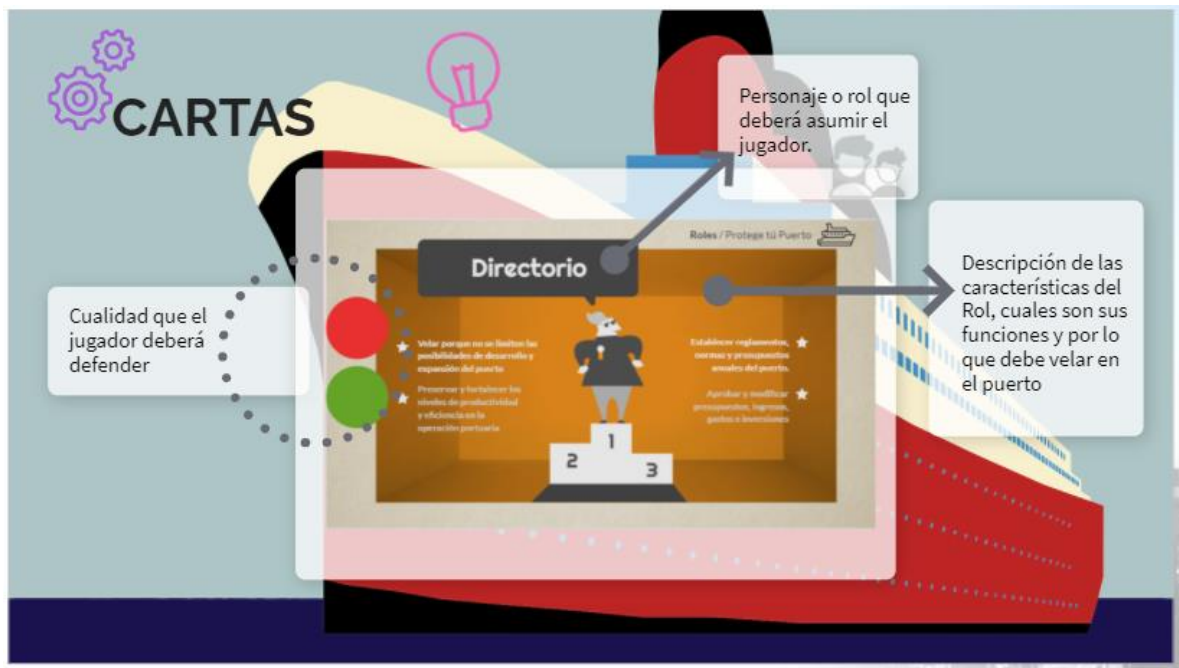 CARTAS
Personaje o rol que
deberá asumir el
jugador.
Roles / Protege tú Puerto
Directorio
Cualidad que el
jugador deberá
defender
Velar porque no se limiten las
posibilidades de desarrollo y
expansión del puerto
Preservar y fortalecer los
niveles de productividad
y eficiencia en la
operación portuaria
Establecer reglamentos,
normas y presupuestos
anuales del puerto.
Aprobar y modificar
presupuestos, ingresos,
gastos e inversiones
1
2
3
Descripción de las
características del
Rol, cuales son sus
funciones y por lo
que debe velar en
el puerto